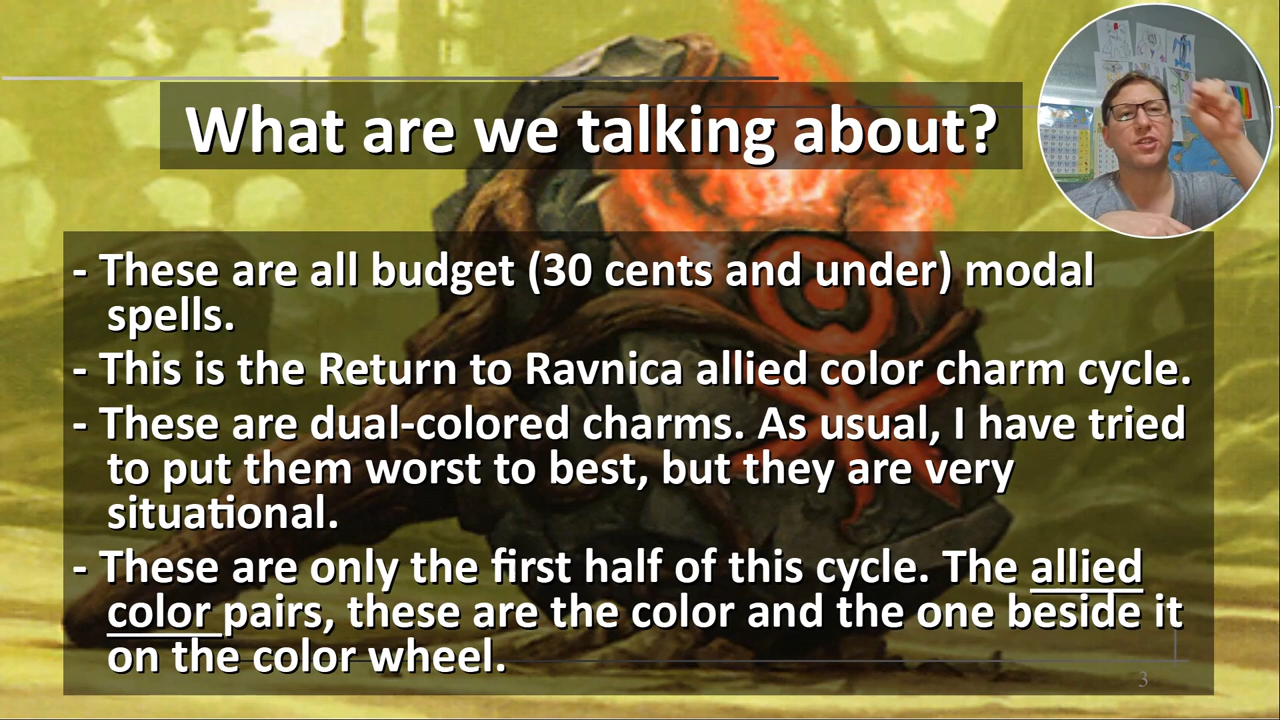 What are we talking about?
- These are all budget (30 cents and under) modal
spells.
- This is the Return to Ravnica allied color charm cycle.
- These are dual-colored charms. As usual, I have tried
to put them worst to best, but they are very
situational.
- These are only the first half of this cycle. The allied
color pairs, these are the color and the one beside it
on the color wheel.
3